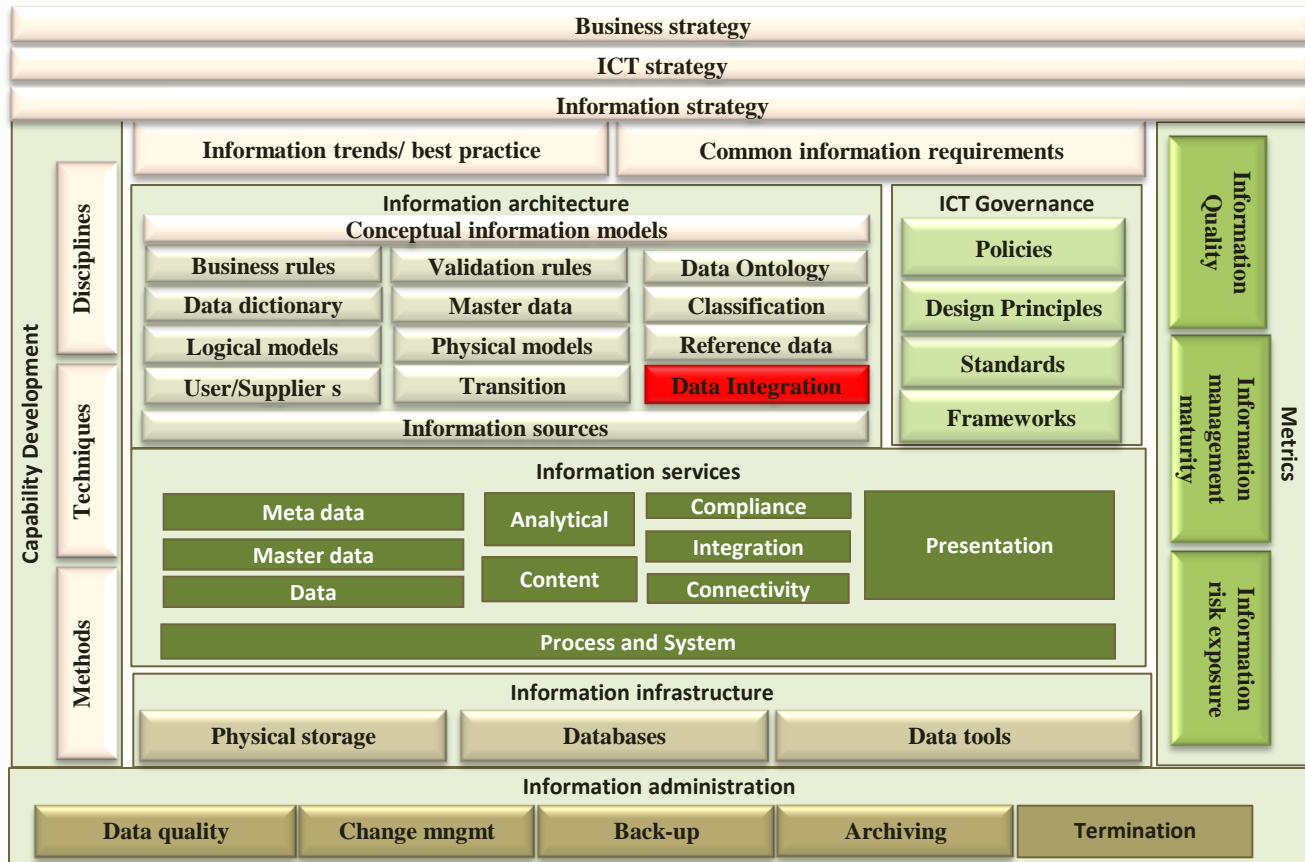 Business strategy
ICT strategy
Information strategy
Information trends/ best practice
Common information requirements
Capability Development
Disciplines
Techniques
Methods
Information architecture
Conceptual information models
Business rules
Validation rules
Data Ontology
Data dictionary
Master data
Classification
Logical models
Physical models
Reference data
User/Supplier s
Transition
Data Integration
Information sources
ICT Governance
Policies
Design Principles
Standards
Frameworks
Metrics
Information
Quality
Information
management
maturity
Information
risk exposure
Information services
Meta data
Master data
Data
Analytical
Content
Compliance
Integration
Connectivity
Presentation
Process and System
Information infrastructure
Physical storage
Databases
Data tools
Information administration
Data quality
Change mngmt
Back-up
Archiving
Termination